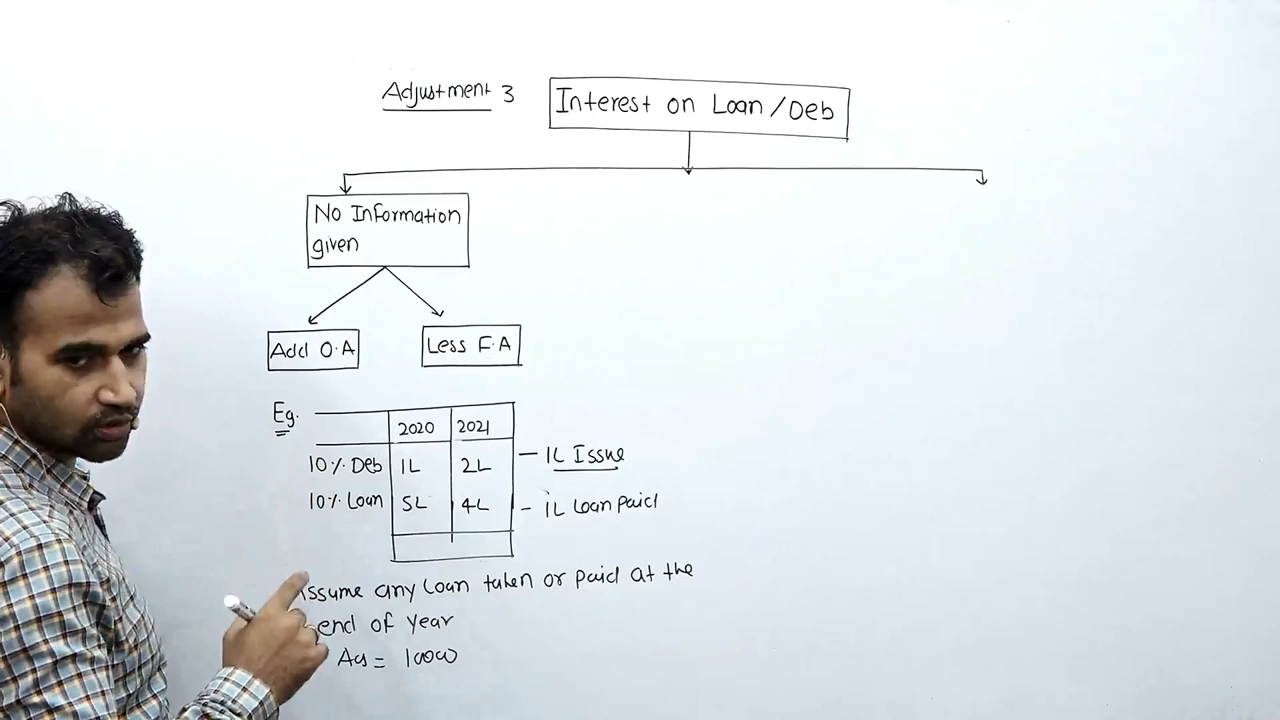 Adjustment 3
Interest on Loan/Deb
No Information
given
Add O.A
Less F.A
Eg.
2020 2021
10% Deb 1L 2L – 1L Issue
10% Loan 5L 4L – 1L Loan Paid
ssume any Loan taken or paid at the
end of year
= 10000